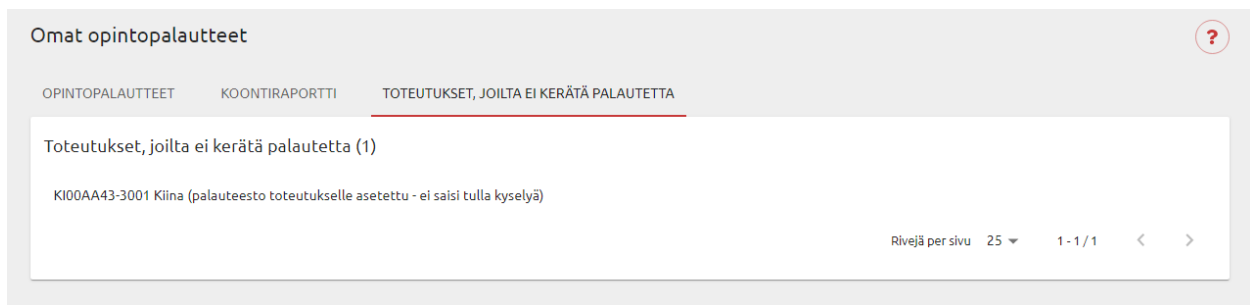 Omat opintopalautteet
?
OPINTOPALAUTTEET KOONTIRAPORTTI TOTEUTUKSET, JOILTA EI KERÄTÄ PALAUTETTA
Toteutukset, joilta ei kerätä palautetta (1)
KI00AA43-3001 Kiina (palauteesto toteutukselle asetettu - ei saisi tulla kyselyä)
Rivejä per sivu 25 1 - 1 / 1